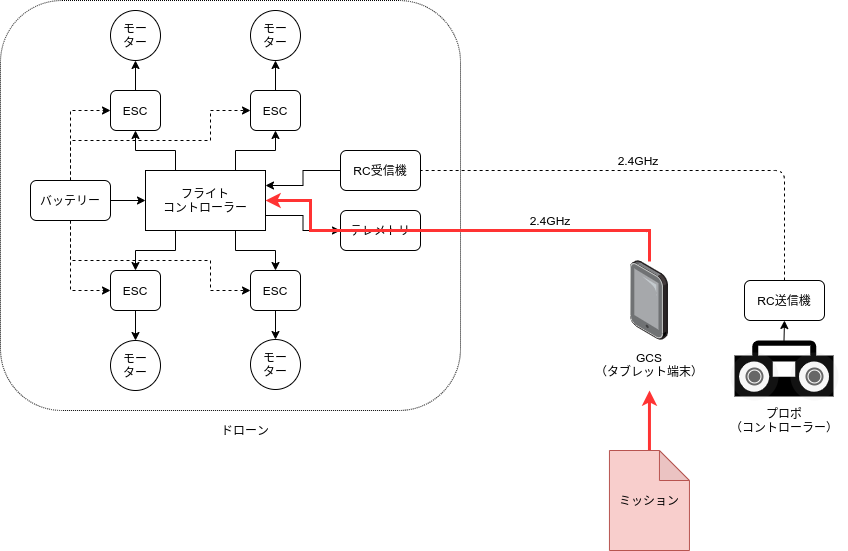 モー
ター
モー
ター
ESC
ESC
2.4GHz
RC受信機
バッテリー
フライト
コントローラー
テレメトリ
2.4GHz
ESC
ESC
RC送信機
モー
ター
モー
ター
GCS
（タブレット端末）
プロポ
（コントローラー）
ドローン
ミッション